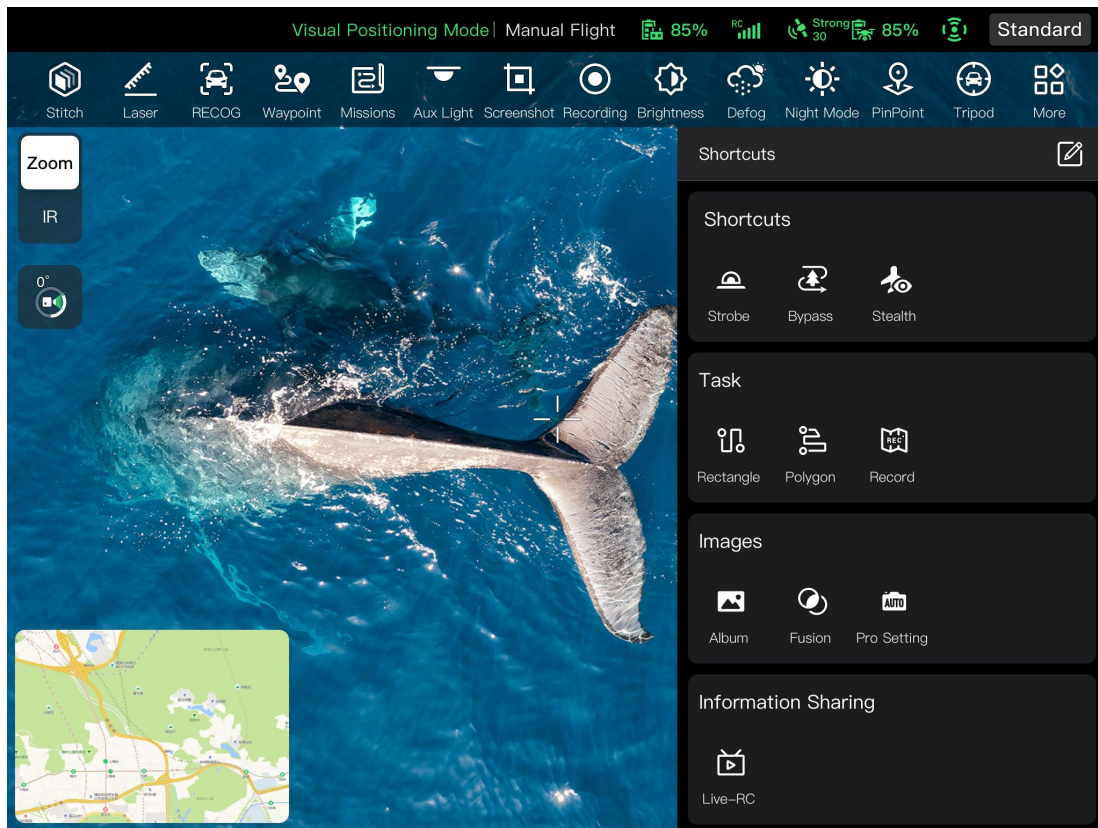 Visual Positioning Mode | Manual Flight 85% RC Strong 30 85% Standard
Stitch Laser RECOG Waypoint Missions Aux Light Screenshot Recording Brightness Defog Night Mode PinPoint Tripod More
Zoom
IR
0°
Shortcuts
Shortcuts
Strobe Bypass Stealth
Task
REC
Rectangle Polygon Record
Images
AUTO
Album Fusion Pro Setting
Information Sharing
Live-RC